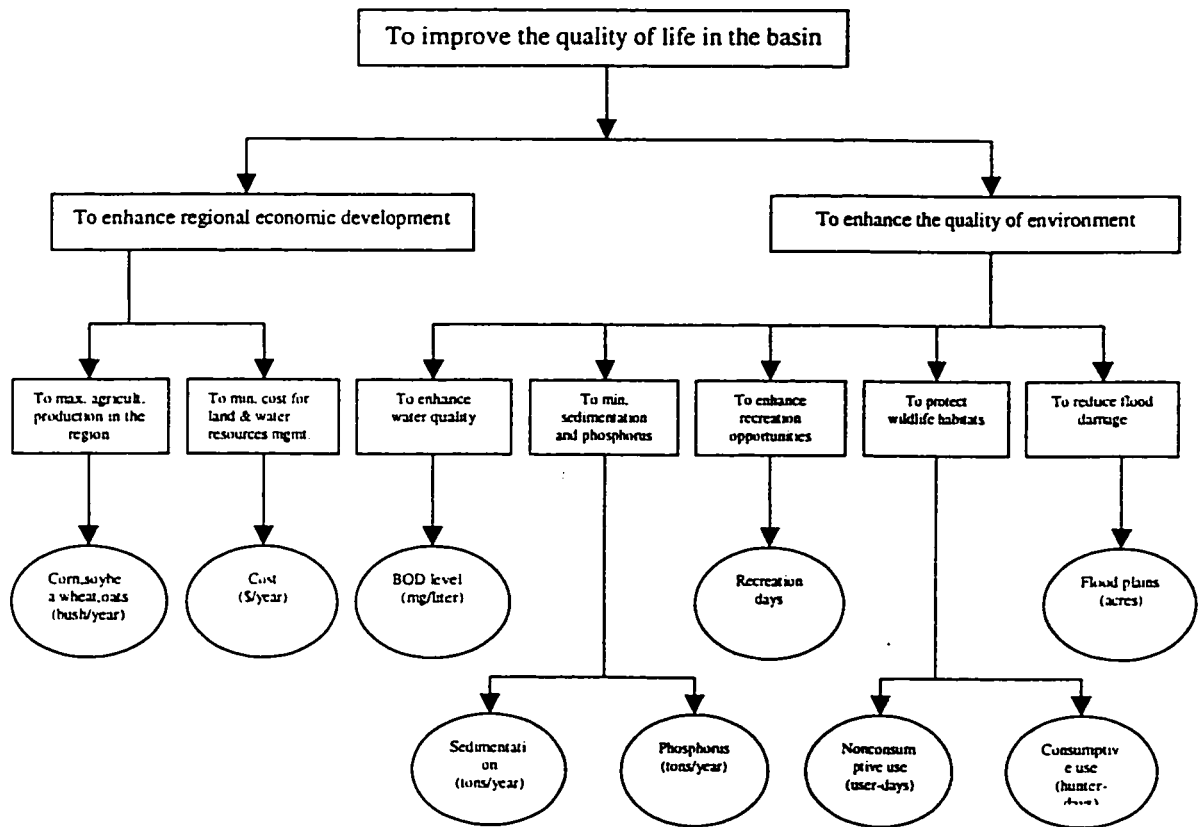 To improve the quality of life in the basin
To enhance regional economic development
To enhance the quality of environment
To max. agricult.
production in the
region
To min. cost for
land & water
resources mgmt.
To enhance
water quality
To min.
sedimentation
and phosphorus
To enhance
recreation
opportunities
To protect
wildlife habitats
To reduce flood
damage
Corn,soybe
a wheat,oats
(bush/year)
Cost
($/year)
BOD level
(mg/liter)
Recreation
days
Flood plains
(acres)
Sedimentati
on
(tons/year)
Phosphorus
(tons/year)
Nonconsum
ptive use
(user-days)
Consumptiv
e use
(hunter-
days)